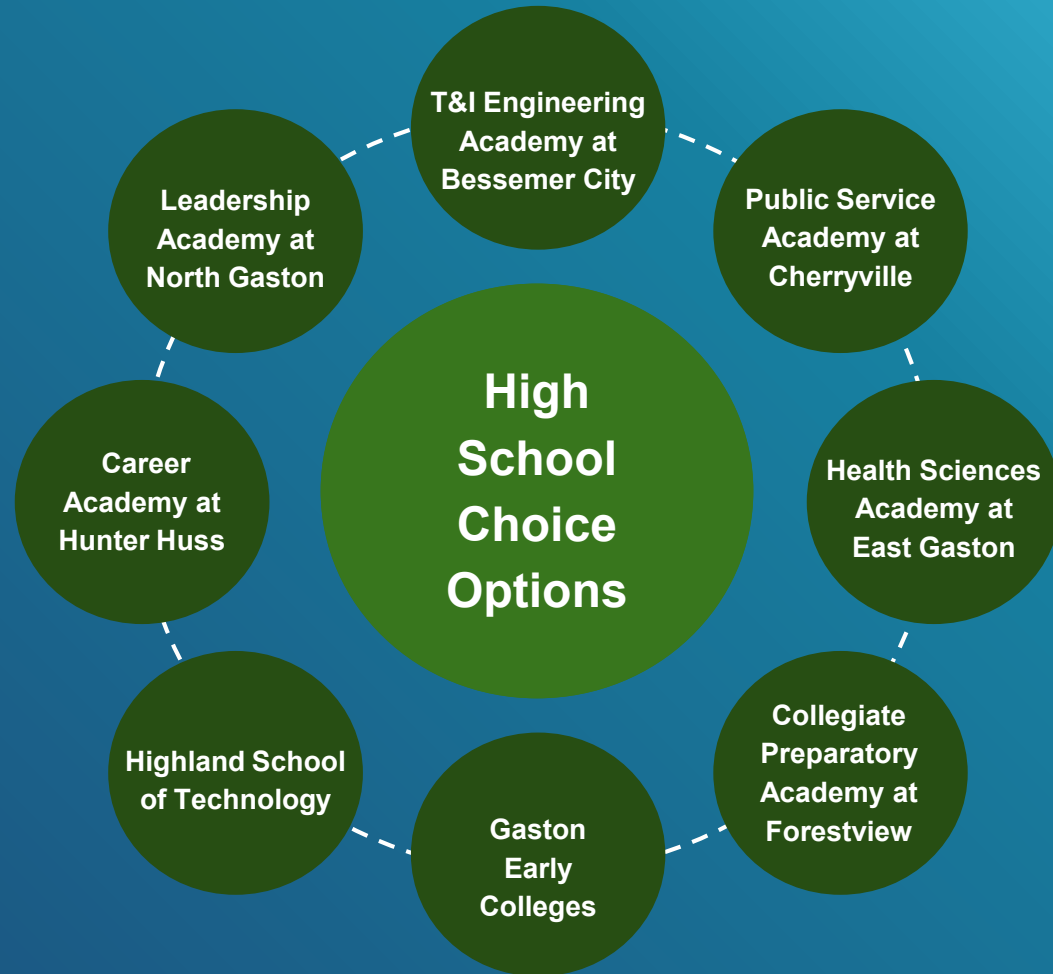 T&I Engineering
Academy at
Bessemer City
Public Service
Academy at
Cherryville
Health Sciences
Academy at
East Gaston
Collegiate
Preparatory
Academy at
Forestview
Gaston
Early
Colleges
Highland School
of Technology
Career
Academy at
Hunter Huss
Leadership
Academy at
North Gaston
High
School
Choice
Options